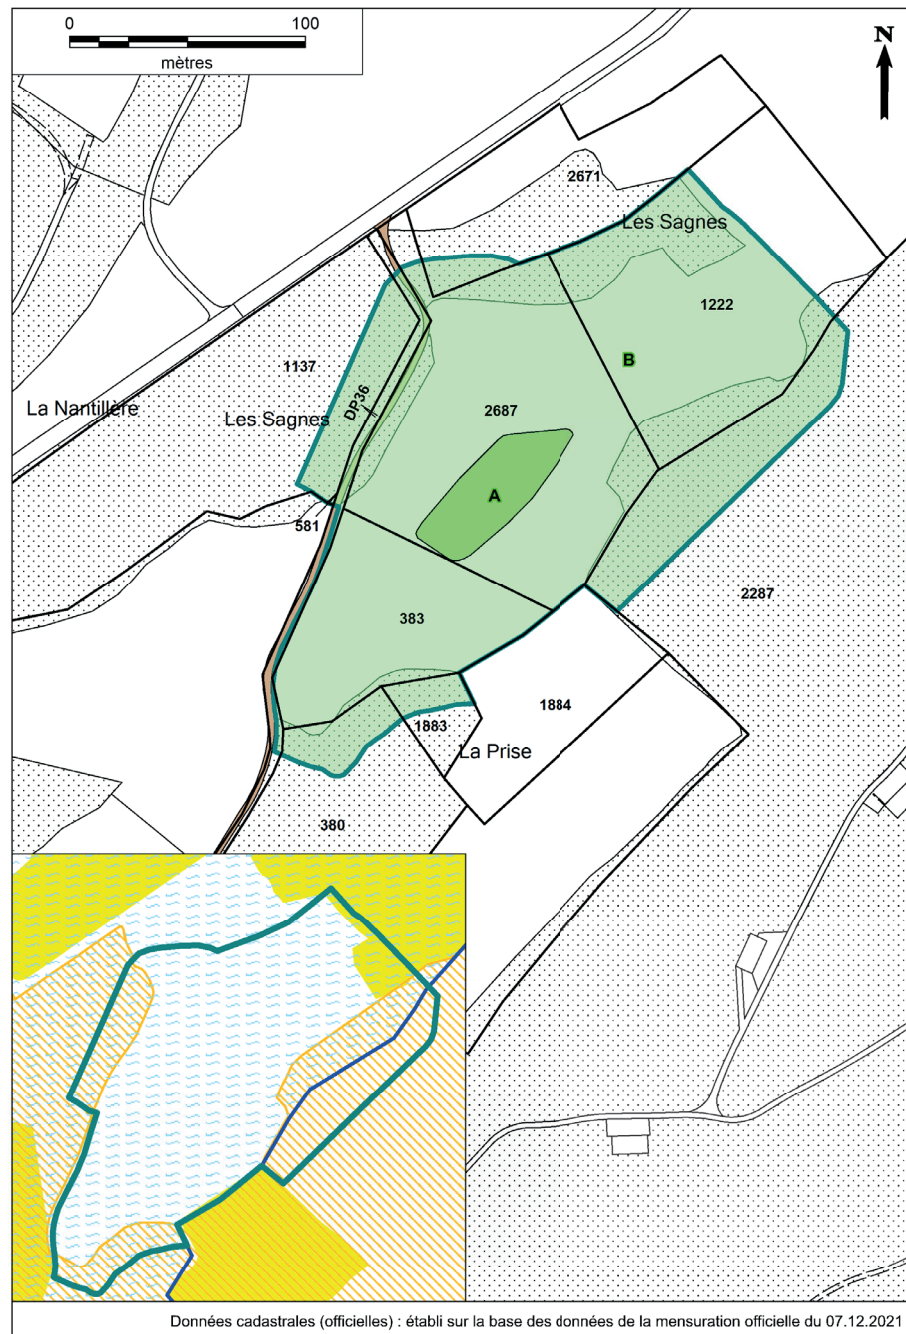 0 100
mètres
N
2671
Les Sagnes
1222
1137
B
DP36
La Nantillère
Les Sagnes
2687
A
581
2287
383
1884
1883
La Prise
380
Données cadastrales (officielles) : établi sur la base des données de la mensuration officielle du 07.12.2021